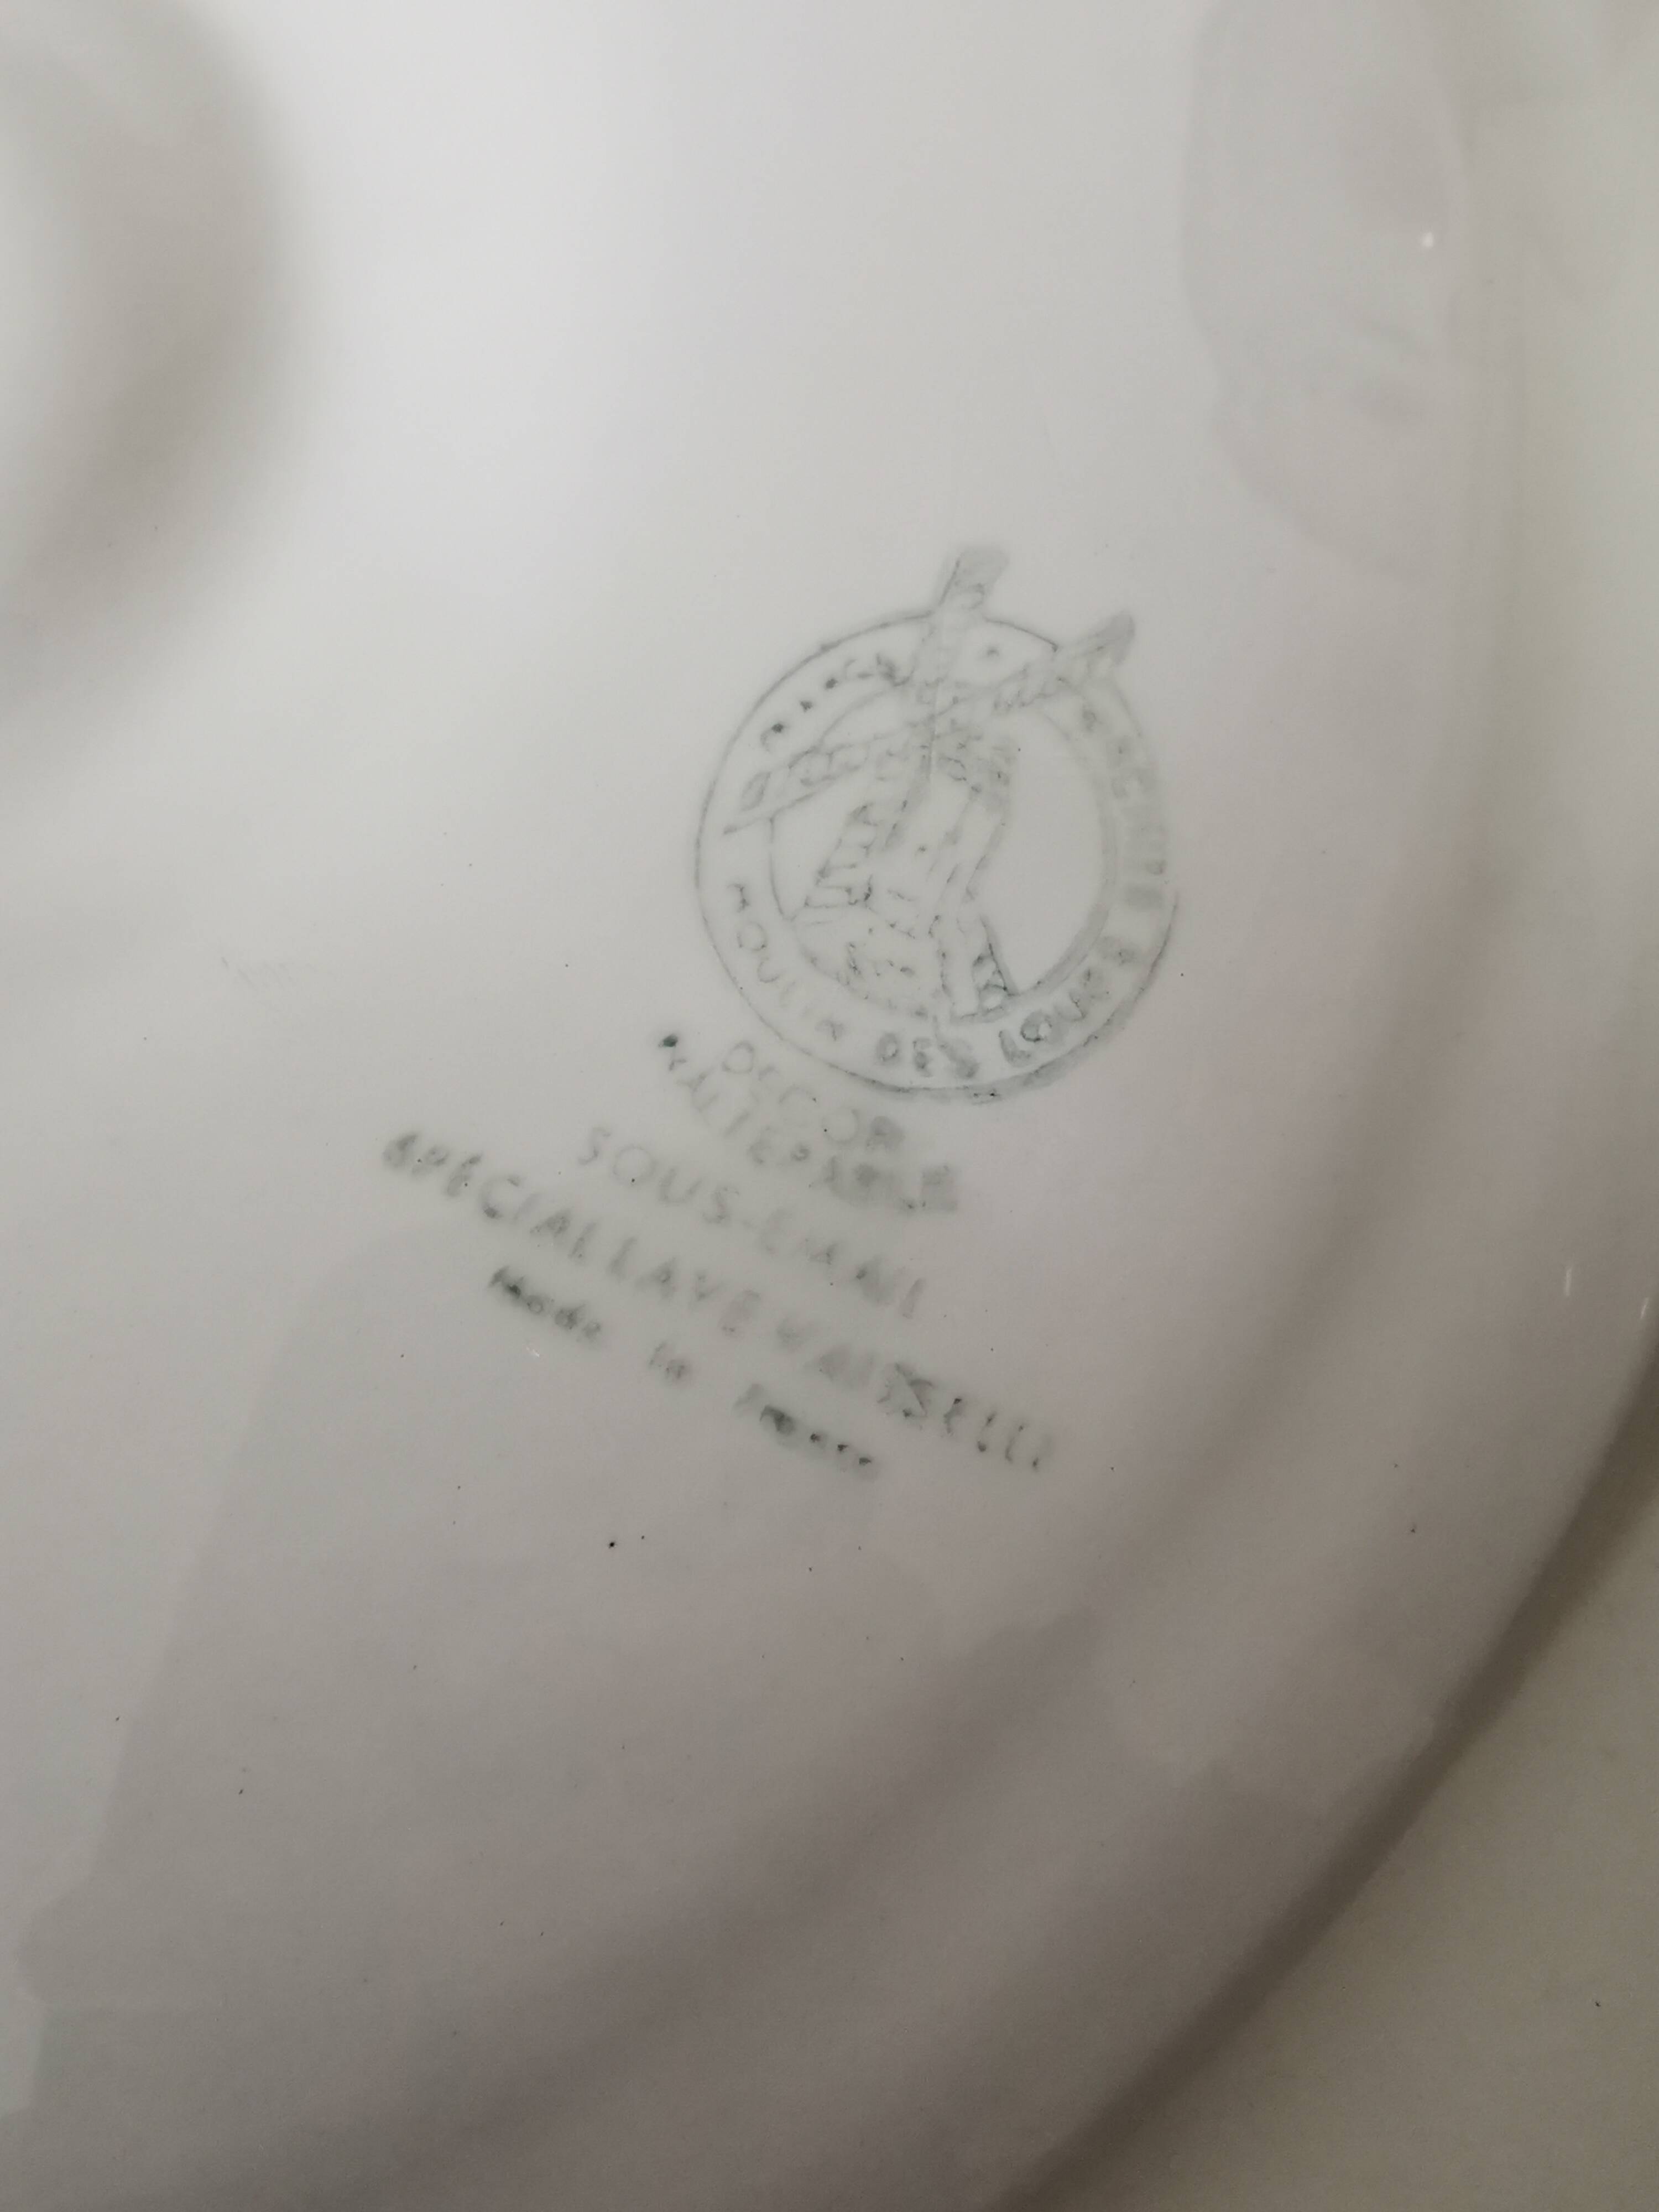 MOULIN DES LOUPS
DECOR
INALTERABLE
SOUS-EMAIL
SPECIAL LAVE VAISSELLE
Made in France